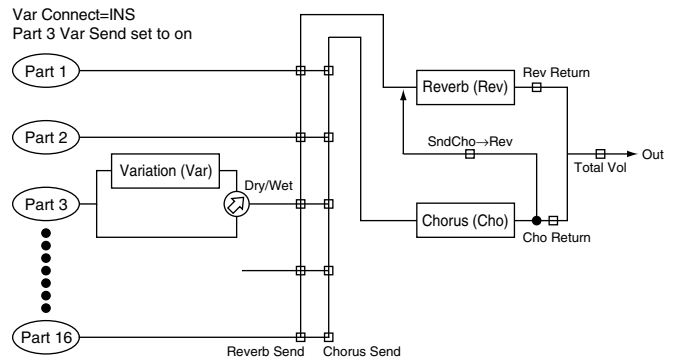 Var Connect=INS
Part 3 Var Send set to on
Part 1
Reverb (Rev)
Rev Return
Part 2
SndCho→Rev
Out
Total Vol
Variation (Var)
Dry/Wet
Part 3
Chorus (Cho)
Cho Return
Part 16
Reverb Send
Chorus Send